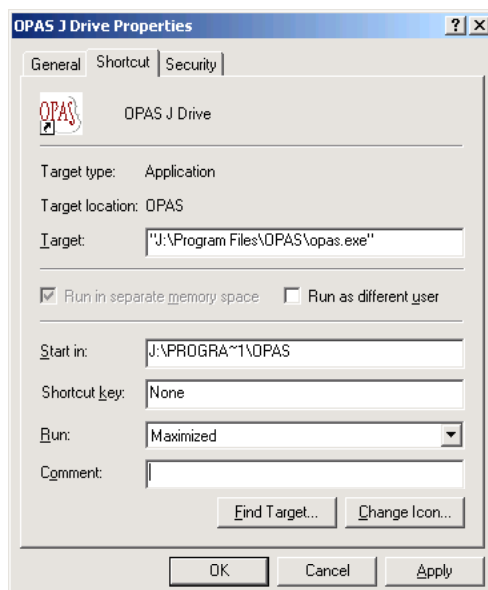 OPAS J Drive Properties
General Shortcut Security
OPAS OPAS J Drive
Target type: Application
Target location: OPAS
Target: "J:\Program Files\OPAS\opas.exe"
Run in separate memory space Run as different user
Start in: J:\PROGRA~1\OPAS
Shortcut key: None
Run: Maximized
Comment:
Find Target... Change Icon...
OK Cancel Apply